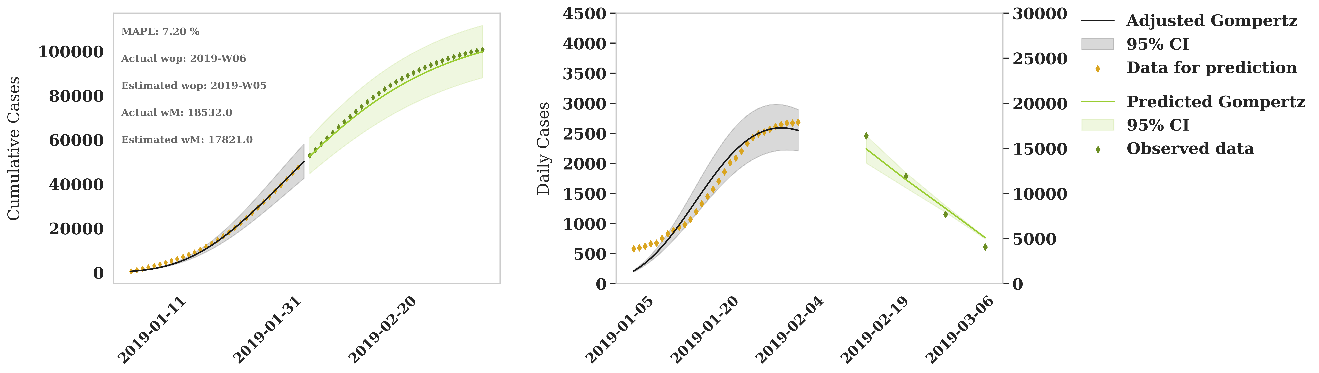 Cumulative Cases
100000
80000
60000
40000
20000
0
MAPE: 7.20 %
Actual wop: 2019-W06
Estimated wop: 2019-W05
Actual wM: 18532.0
Estimated wM: 17821.0
2019-01-11
2019-01-31
2019-02-20
Daily Cases
4500
4000
3500
3000
2500
2000
1500
1000
500
0
30000
25000
20000
15000
10000
5000
0
2019-01-05
2019-01-20
2019-02-04
2019-02-19
2019-03-06
Adjusted Gompertz
95% CI
Data for prediction
Predicted Gompertz
95% CI
Observed data